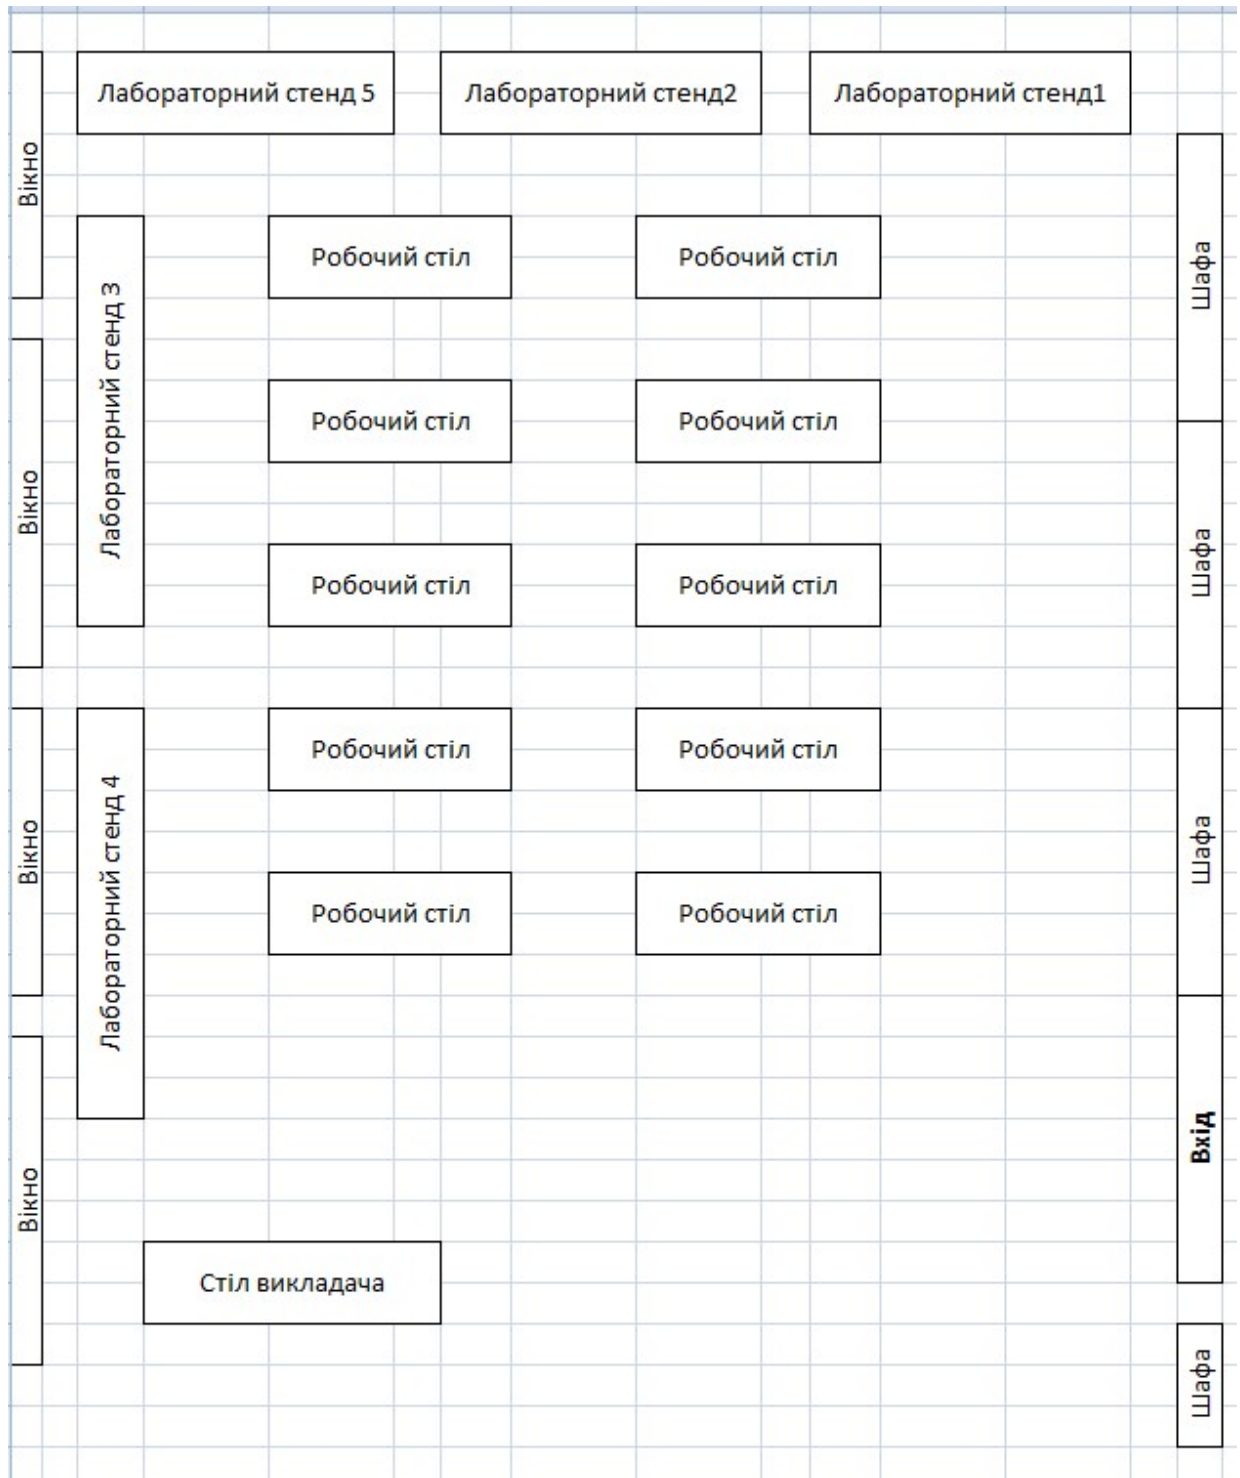 Лабораторний стенд 5
Лабораторний стенд2
Лабораторний стенд1
Вікно
Шафа
Лабораторний стенд 3
Робочий стіл
Робочий стіл
Робочий стіл
Робочий стіл
Вікно
Шафа
Робочий стіл
Робочий стіл
Вікно
Лабораторний стенд 4
Робочий стіл
Робочий стіл
Шафа
Робочий стіл
Робочий стіл
Вхід
Вікно
Стіл викладача
Шафа